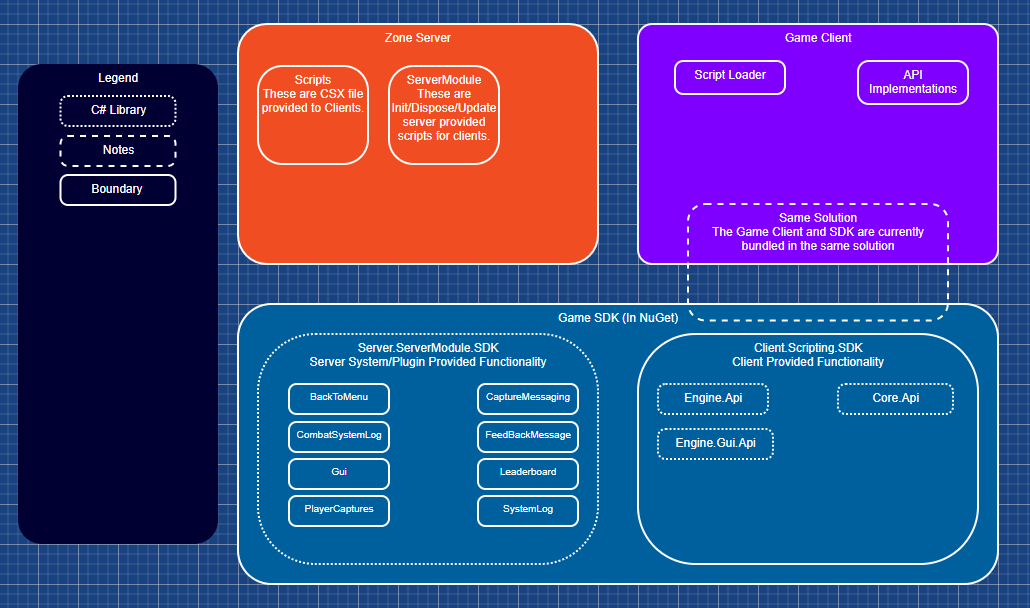 Legend
C# Library
Notes
Boundary
Zone Server
Scripts
These are CSX file
provided to Clients.
ServerModule
These are
Init/Dispose/Update
server provided
scripts for clients.
Game Client
Script Loader
API
Implementations
Same Solution
The Game Client and SDK are currently
bundled in the same solution
Game SDK (In NuGet)
Server.ServerModule.SDK
Server System/Plugin Provided Functionality
BackToMenu
CaptureMessaging
CombatSystemLog
FeedBackMessage
Gui
Leaderboard
PlayerCaptures
SystemLog
Client.Scripting.SDK
Client Provided Functionality
Engine.Api
Core.Api
Engine.Gui.Api